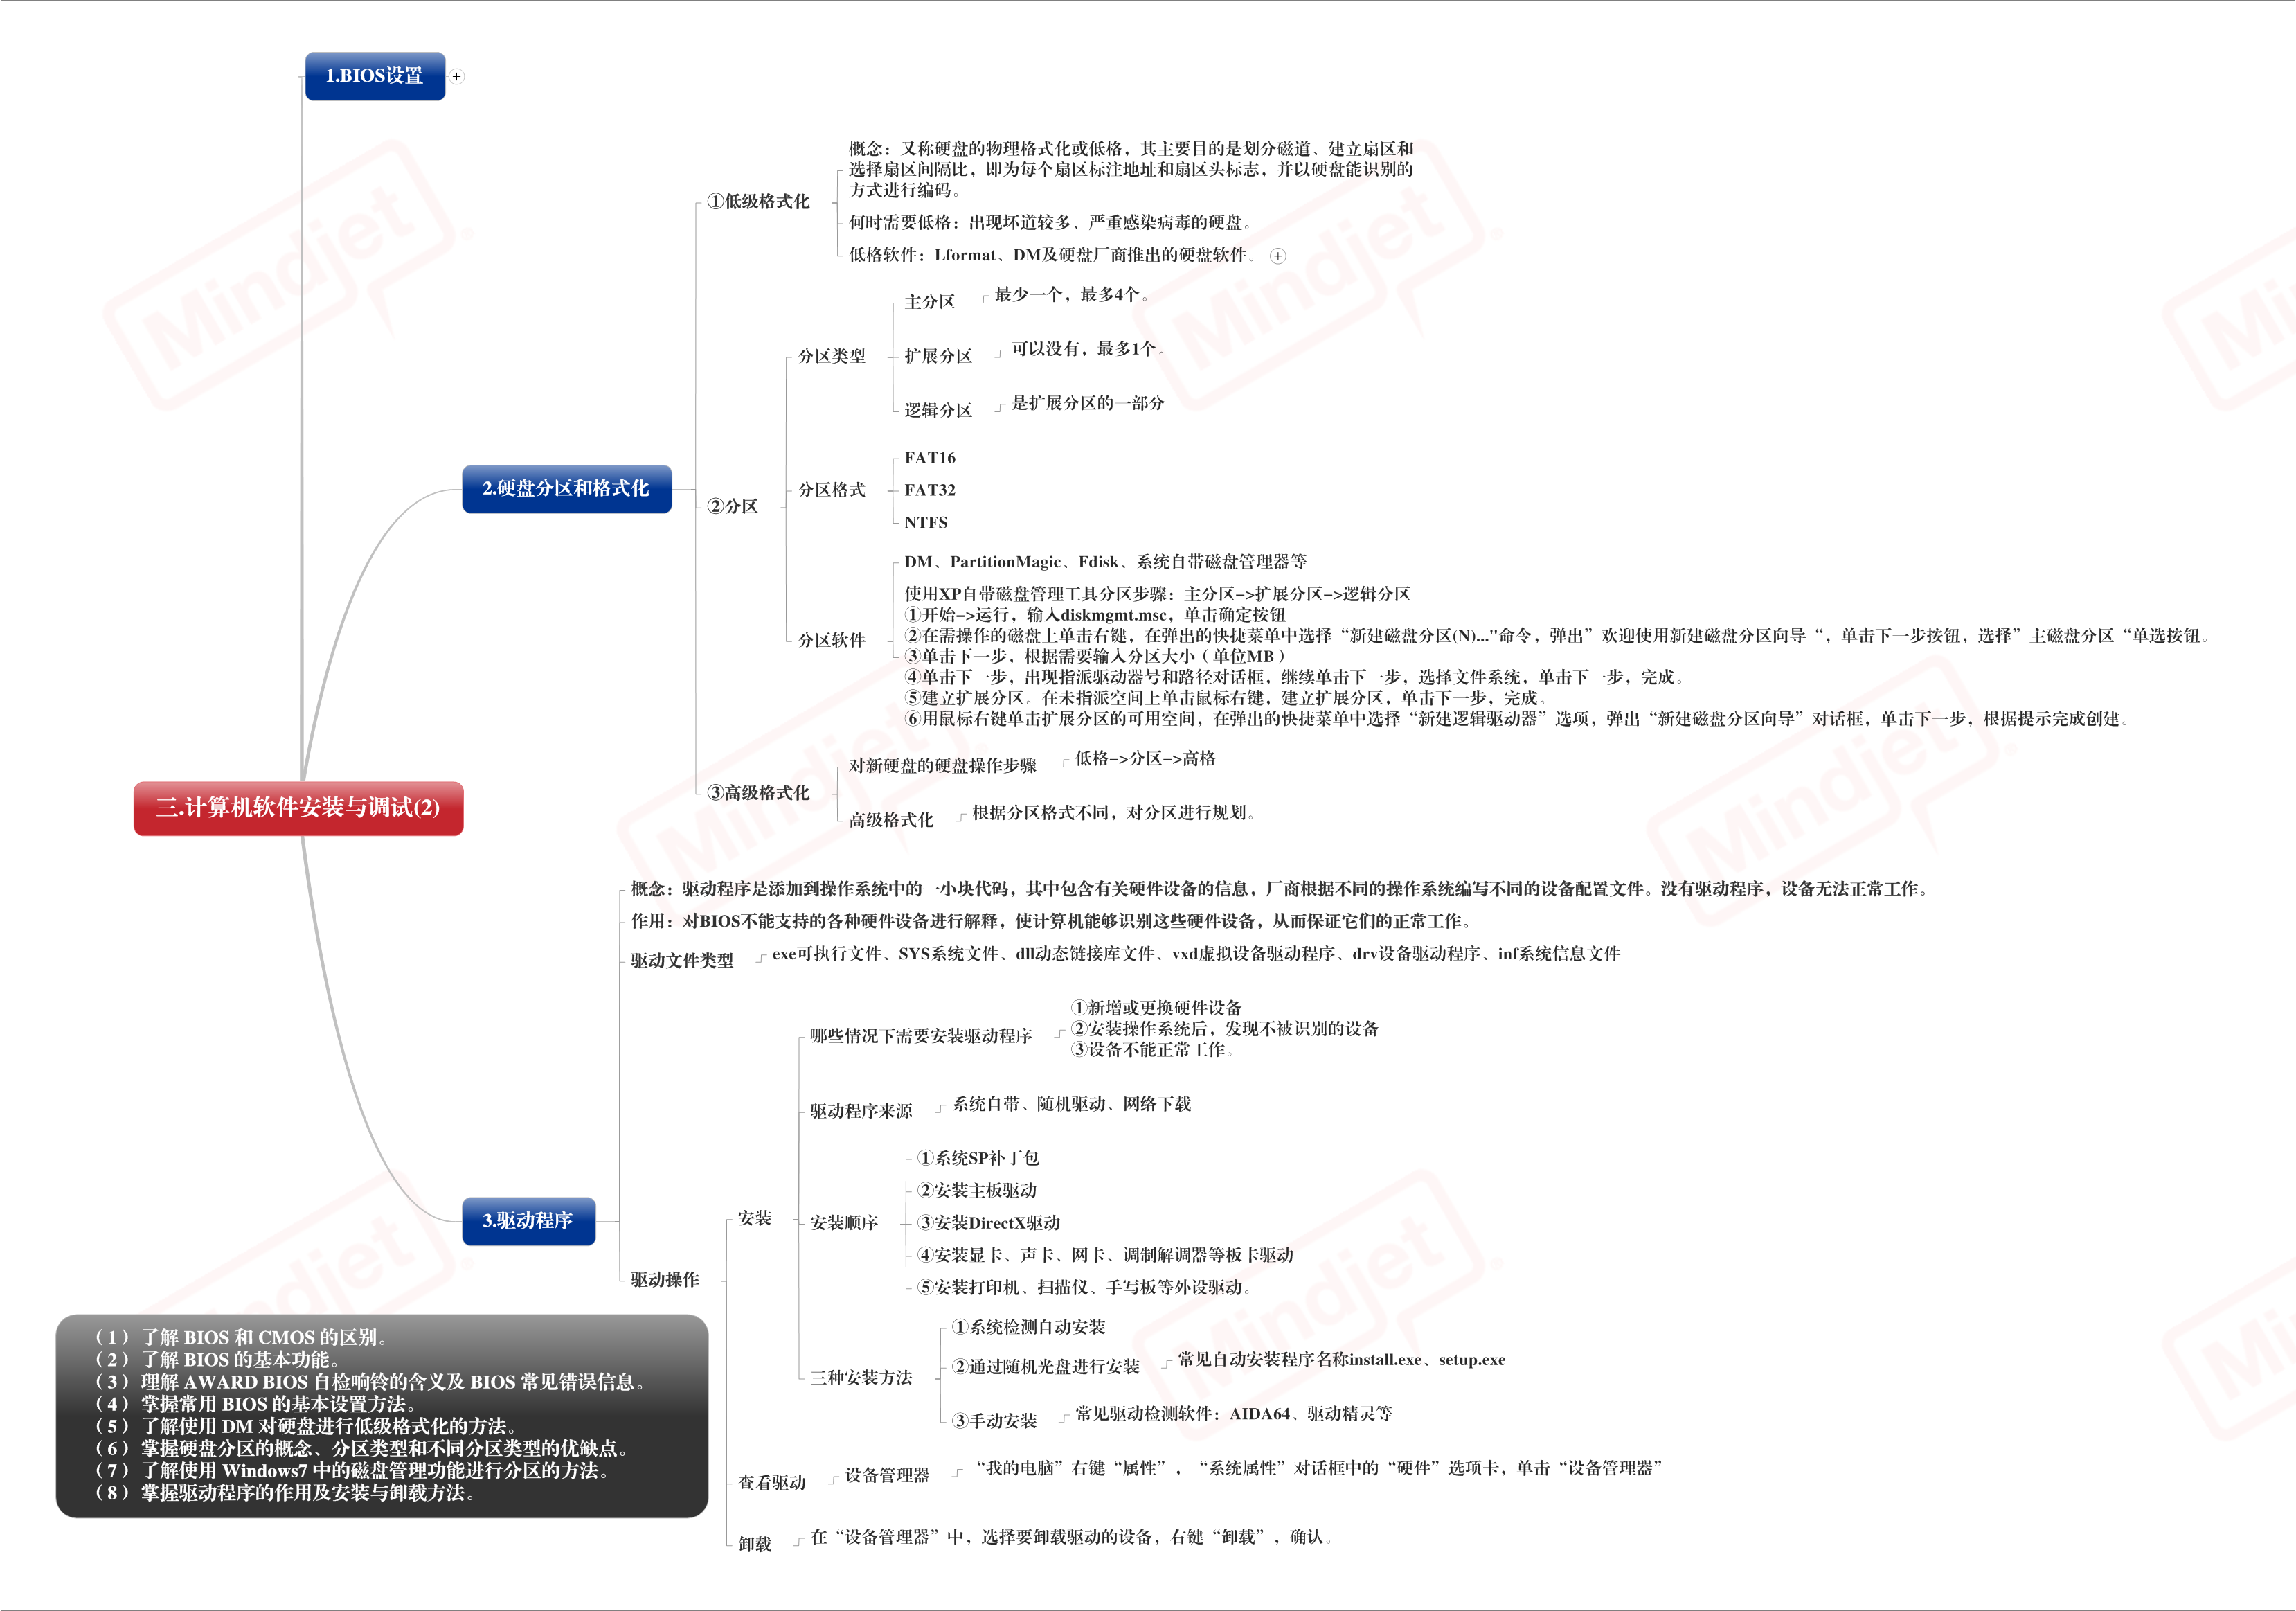 1.BIOS设置
概念：又称硬盘的物理格式化或低格，其主要目的是划分磁道、建立扇区和
选择扇区间隔比，即为每个扇区标注地址和扇区头标志，并以硬盘能识别的
方式进行编码。
①低级格式化
何时需要低格：出现坏道较多、严重感染病毒的硬盘。
低格软件：Lformat、DM及硬盘厂商推出的硬盘软件。
主分区
最少一个，最多4个。
分区类型
扩展分区
可以没有，最多1个。
逻辑分区
是扩展分区的一部分
FAT16
2.硬盘分区和格式化
②分区
分区格式
FAT32
NTFS
DM、PartitionMagic、Fdisk、系统自带磁盘管理器等
分区软件
使用XP自带磁盘管理工具分区步骤：主分区–>扩展分区–>逻辑分区
①开始–>运行，输入diskmgmt.msc，单击确定按钮
②在需操作的磁盘上单击右键，在弹出的快捷菜单中选择“新建磁盘分区(N)..."命令，弹出”欢迎使用新建磁盘分区向导“，单击下一步按钮，选择”主磁盘分区“单选按钮。
③单击下一步，根据需要输入分区大小（单位MB）
④单击下一步，出现指派驱动器号和路径对话框，继续单击下一步，选择文件系统，单击下一步，完成。
⑤建立扩展分区。在未指派空间上单击鼠标右键，建立扩展分区，单击下一步，完成。
⑥用鼠标右键单击扩展分区的可用空间，在弹出的快捷菜单中选择“新建逻辑驱动器”选项，弹出“新建磁盘分区向导”对话框，单击下一步，根据提示完成创建。
对新硬盘的硬盘操作步骤
低格–>分区–>高格
③高级格式化
高级格式化
根据分区格式不同，对分区进行规划。
三.计算机软件安装与调试(2)
概念：驱动程序是添加到操作系统中的一小块代码，其中包含有关硬件设备的信息，厂商根据不同的操作系统编写不同的设备配置文件。没有驱动程序，设备无法正常工作。
作用：对BIOS不能支持的各种硬件设备进行解释，使计算机能够识别这些硬件设备，从而保证它们的正常工作。
驱动文件类型
exe可执行文件、SYS系统文件、dll动态链接库文件、vxd虚拟设备驱动程序、drv设备驱动程序、inf系统信息文件
哪些情况下需要安装驱动程序
①新增或更换硬件设备
②安装操作系统后，发现不被识别的设备
③设备不能正常工作。
驱动程序来源
系统自带、随机驱动、网络下载
3.驱动程序
驱动操作
安装
安装顺序
①系统SP补丁包
②安装主板驱动
③安装DirectX驱动
④安装显卡、声卡、网卡、调制解调器等板卡驱动
⑤安装打印机、扫描仪、手写板等外设驱动。
三种安装方法
①系统检测自动安装
②通过随机光盘进行安装
常见自动安装程序名称install.exe、setup.exe
③手动安装
常见驱动检测软件：AIDA64、驱动精灵等
查看驱动
设备管理器
“我的电脑”右键“属性”，“系统属性”对话框中的“硬件”选项卡，单击“设备管理器”
卸载
在“设备管理器”中，选择要卸载驱动的设备，右键“卸载”，确认。
（1）了解 BIOS 和 CMOS 的区别。
（2）了解 BIOS 的基本功能。
（3）理解 AWARD BIOS 自检响铃的含义及 BIOS 常见错误信息。
（4）掌握常用 BIOS 的基本设置方法。
（5）了解使用 DM 对硬盘进行低级格式化的方法。
（6）掌握硬盘分区的概念、分区类型和不同分区类型的优缺点。
（7）了解使用 Windows7 中的磁盘管理功能进行分区的方法。
（8）掌握驱动程序的作用及安装与卸载方法。
Mindjet
Mindjet
Mindjet
Mindjet
Mindjet